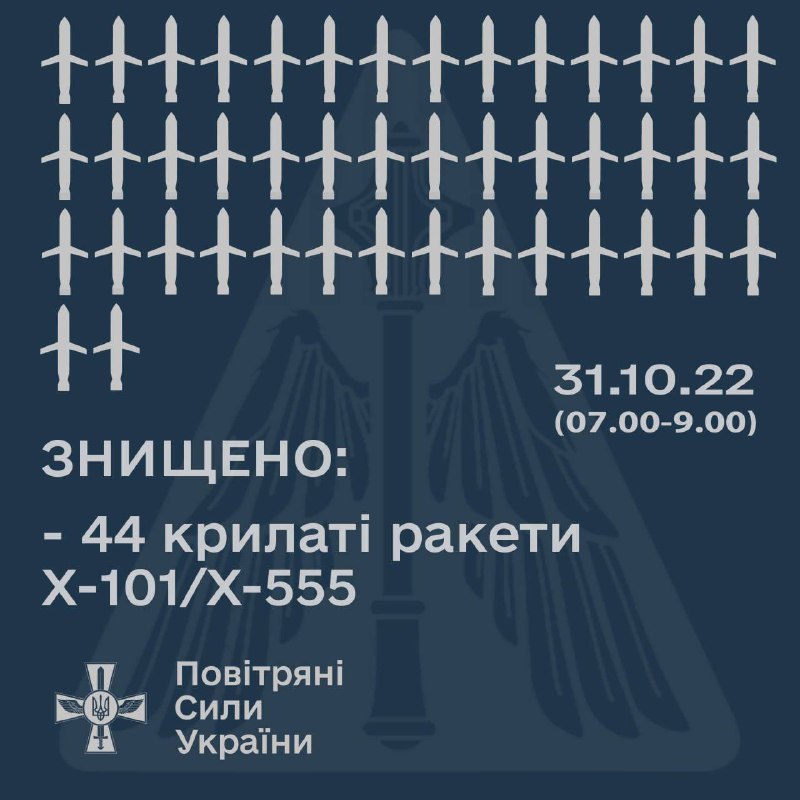 31.10.22
(07.00-9.00)
ЗНИЩЕНО:
- 44 крилаті ракети
Х-101/Х-555
Повітряні
Сили
України